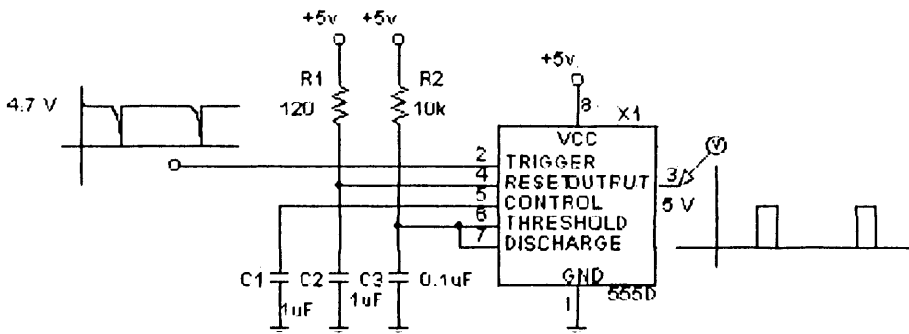 +5v
+5v
R1
120
R2
10k
+5v
4.7 V
8
X1
VCC
2
TRIGGER
4
RESET
OUTPUT
3
V
5
CONTROL
5 V
6
THRESHOLD
7
DISCHARGE
C1
1uF
C2
1uF
C3
0.1uF
GND
1
555D